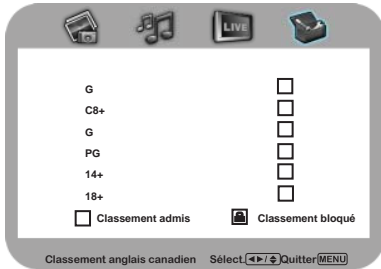 LIVE
G
C8+
G
PG
14+
18+
Classement admis Classement bloqué
Classement anglais canadien Sélect. / Quitter MENU